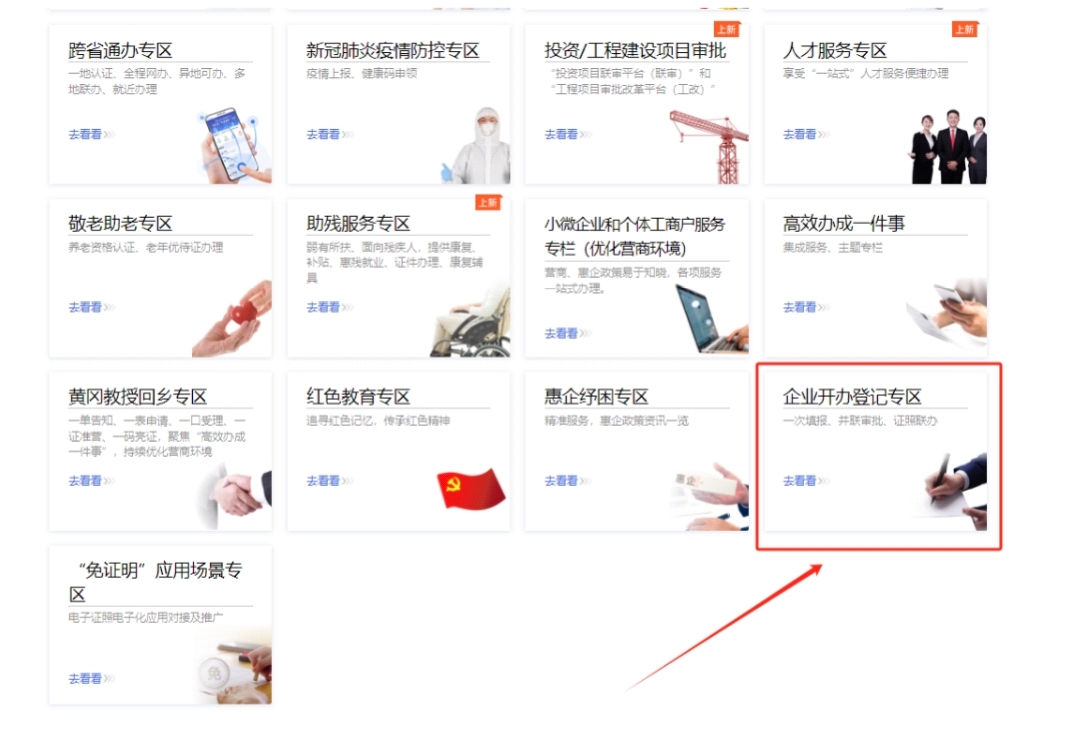 跨省通办专区
一地认证、全程网办、异地可办、多
地联办、就近办理
去看看
新冠肺炎疫情防控专区
疫情上报、健康码申领
去看看
上新
投资/工程建设项目审批
“投资项目联审平台（联审）”和
“工程项目审批改革平台（工改）”
去看看
上新
人才服务专区
享受“一站式”人才服务便捷办理
去看看
敬老助老专区
养老资格认证、老年优待证办理
去看看
上新
助残服务专区
弱有所扶、面向残疾人，提供康复、
补贴、惠残就业、证件办理、康复辅
具
去看看
小微企业和个体工商户服务
专栏（优化营商环境）
营商、惠企政策易于知晓，各项服务
一站式办理。
去看看
高效办成一件事
集成服务、主题专栏
去看看
黄冈教授回乡专区
一单告知、一表申请、一口受理、一
证准营、一码亮证，聚焦“高效办成
一件事”，持续优化营商环境
去看看
红色教育专区
追寻红色记忆，传承红色精神
去看看
惠企纾困专区
精准服务，惠企政策资讯一览
去看看
惠企
企业开办登记专区
一次填报、并联审批、证照联办
去看看
“免证明”应用场景专
区
电子证照电子化应用对接及推广
去看看
免